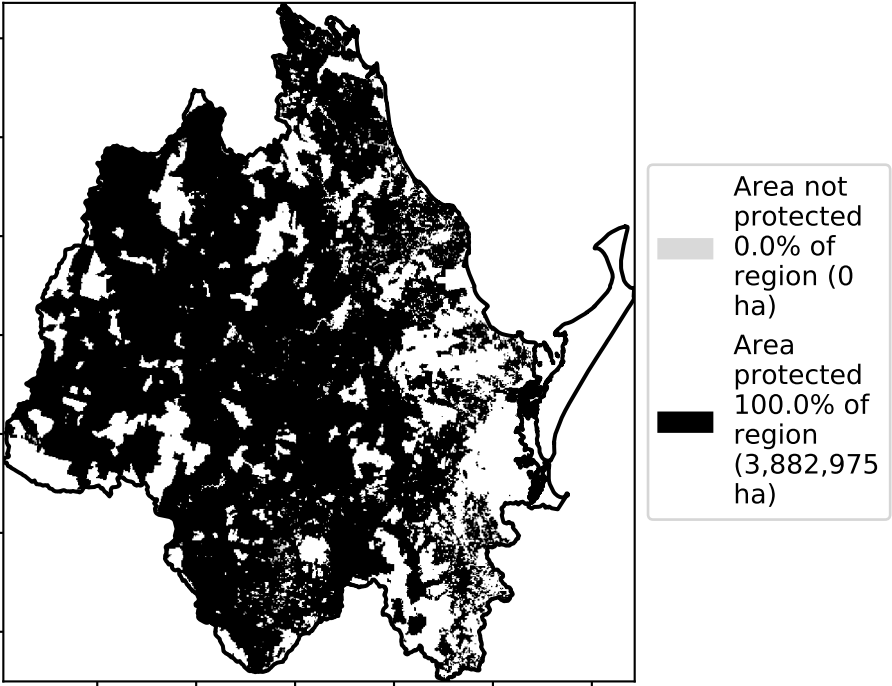 Area not
protected
0.0% of
region (0
ha)
Area
protected
100.0% of
region
(3,882,975
ha)